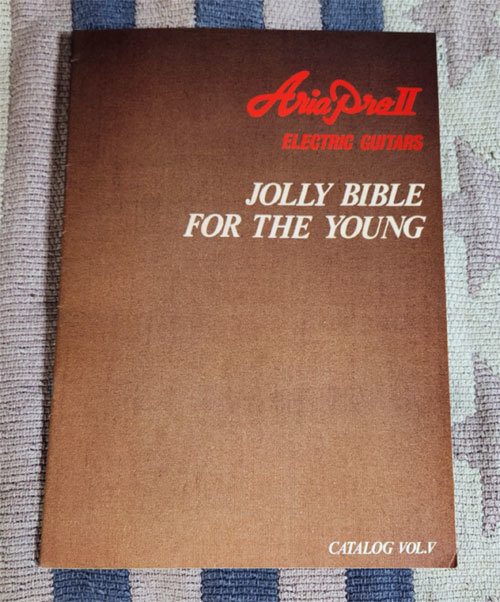 Aria Pro II
ELECTRIC GUITARS
JOLLY BIBLE
FOR THE YOUNG
CATALOG VOL.V